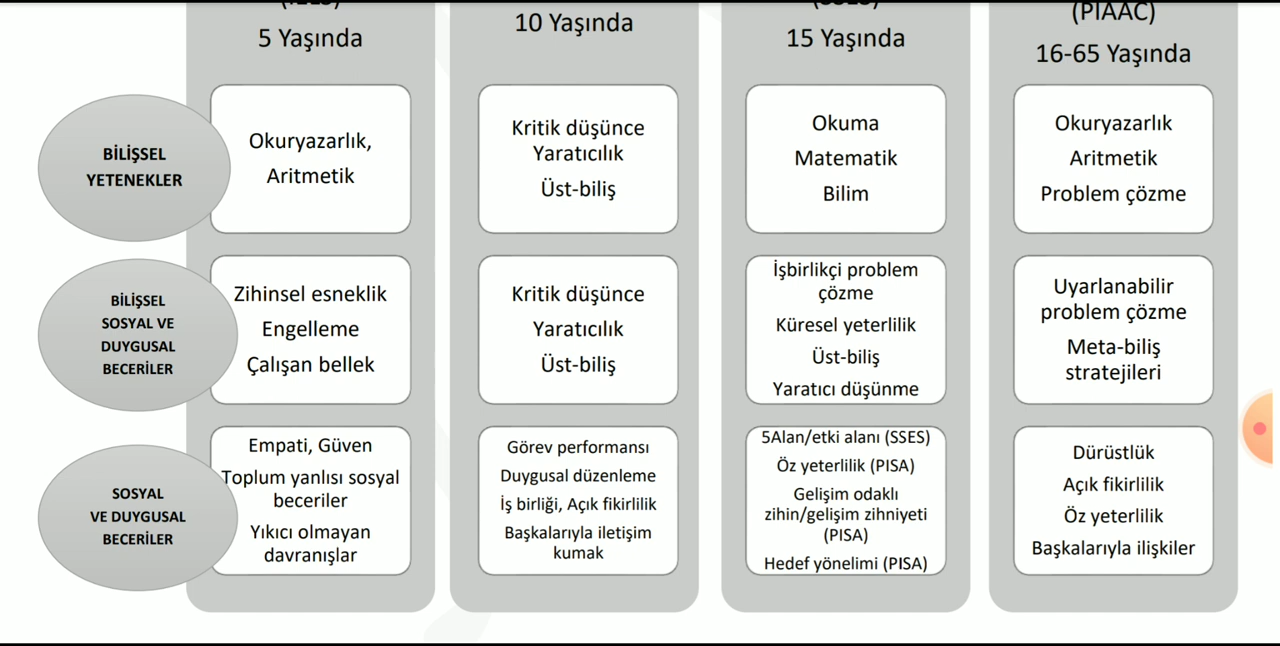 5 Yaşında
10 Yaşında
15 Yaşında
(PIAAC)
16-65 Yaşında
BİLİŞSEL
YETENEKLER
Okuryazarlık,
Aritmetik
Kritik düşünce
Yaratıcılık
Üst-biliş
Okuma
Matematik
Bilim
Okuryazarlık
Aritmetik
Problem çözme
BİLİŞSEL
SOSYAL VE
DUYGUSAL
BECERİLER
Zihinsel esneklik
Engelleme
Çalışan bellek
Kritik düşünce
Yaratıcılık
Üst-biliş
İşbirlikçi problem
çözme
Küresel yeterlilik
Üst-biliş
Yaratıcı düşünme
Uyarlanabilir
problem çözme
Meta-biliş
stratejileri
SOSYAL
VE DUYGUSAL
BECERİLER
Empati, Güven
Toplum yanlısı sosyal
beceriler
Yıkıcı olmayan
davranışlar
Görev performansı
Duygusal düzenleme
İş birliği, Açık fikirlilik
Başkalarıyla iletişim
kumak
5Alan/etki alanı (SSES)
Öz yeterlilik (PISA)
Gelişim odaklı
zihin/gelişim zihniyeti
(PISA)
Hedef yönelimi (PISA)
Dürüstlük
Açık fikirlilik
Öz yeterlilik
Başkalarıyla ilişkiler